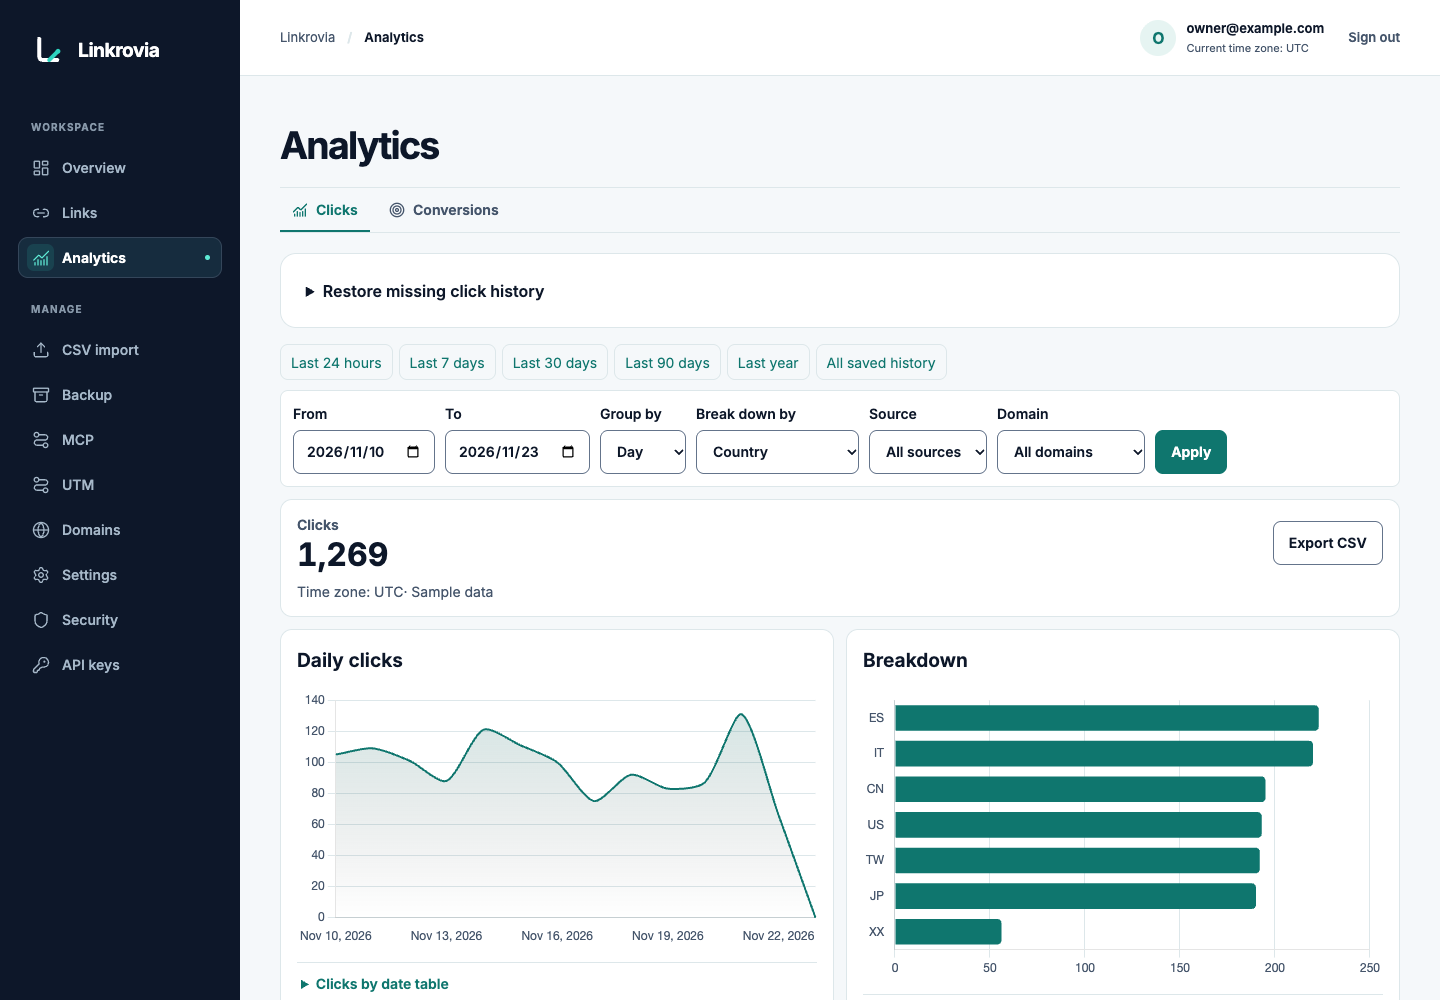 Linkrovia
WORKSPACE
Overview
Links
Analytics
MANAGE
CSV import
Backup
MCP
UTM
Domains
Settings
Security
API keys
Linkrovia / Analytics
O
owner@example.com
Current time zone: UTC
Sign out
Analytics
Clicks
Conversions
Restore missing click history
Last 24 hours
Last 7 days
Last 30 days
Last 90 days
Last year
All saved history
From
To
Group by
Break down by
Source
Domain
2026/11/10
2026/11/23
Day
Country
All sources
All domains
Apply
Clicks
1,269
Time zone: UTC· Sample data
Export CSV
Daily clicks
140
120
100
80
60
40
20
0
Nov 10, 2026
Nov 13, 2026
Nov 16, 2026
Nov 19, 2026
Nov 22, 2026
Clicks by date table
Breakdown
ES
IT
CN
US
TW
JP
XX
0
50
100
150
200
250